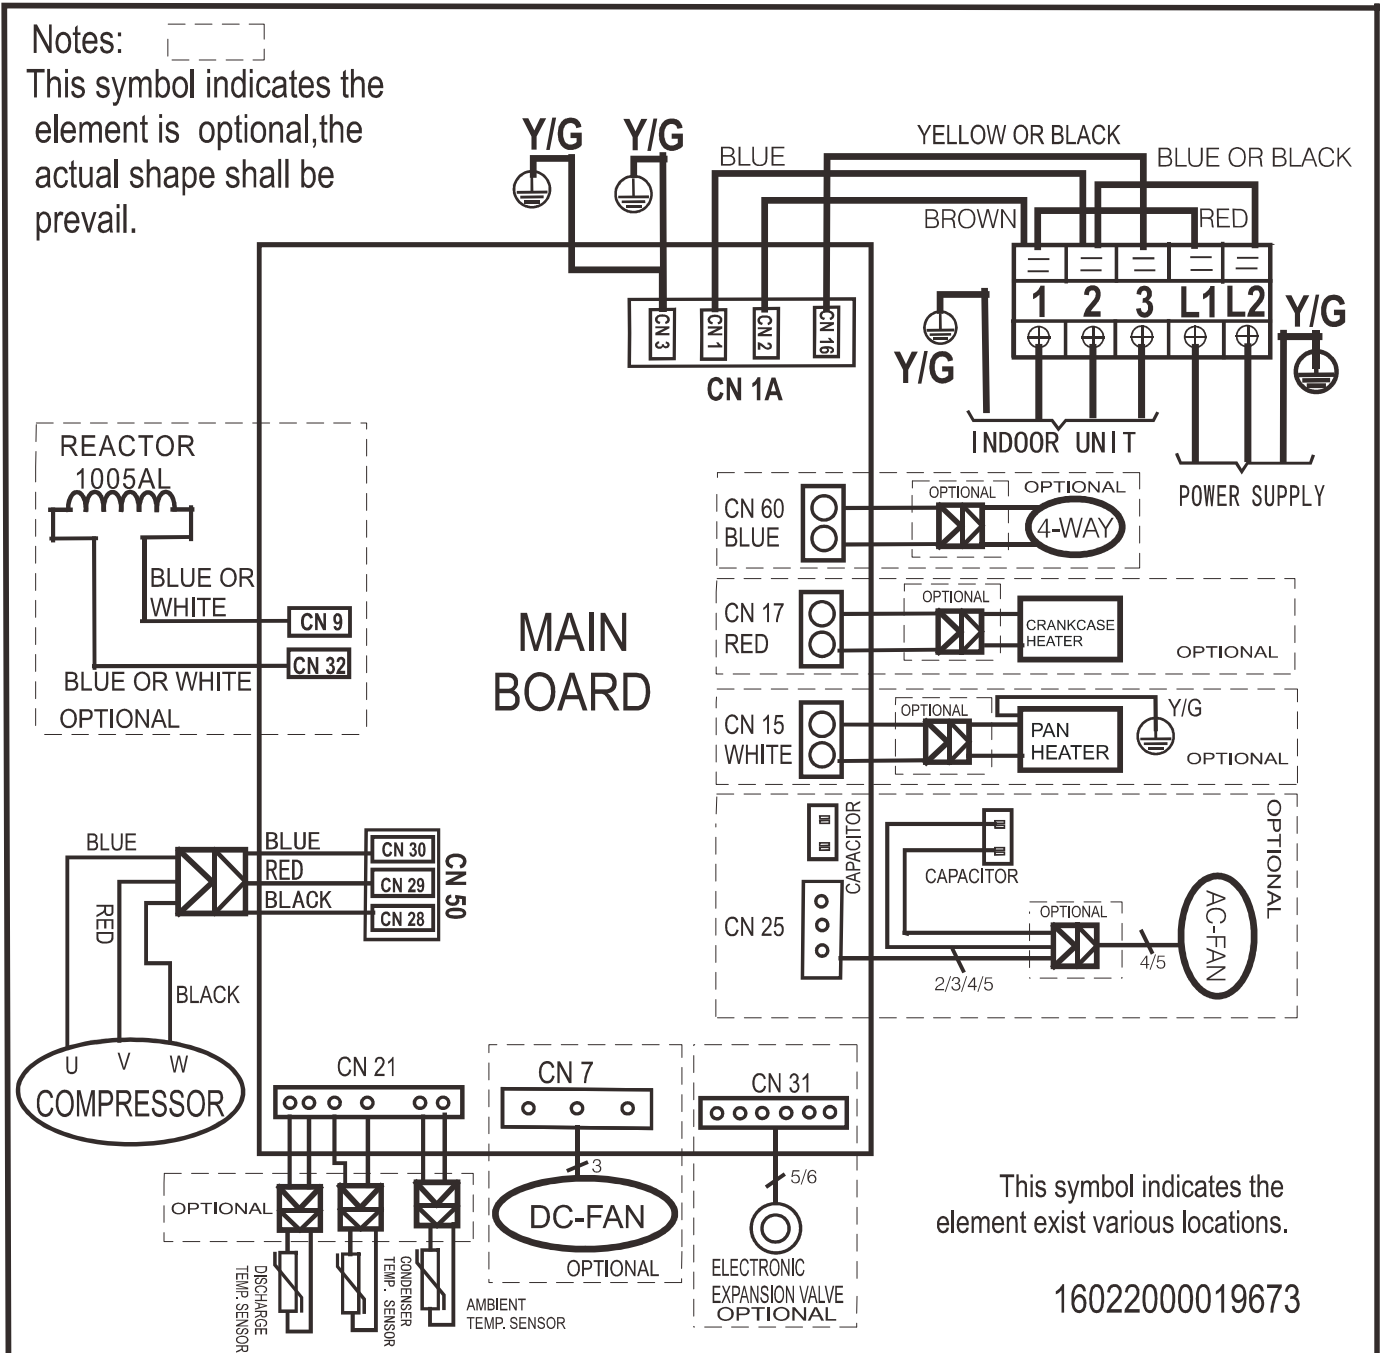 Notes:
This symbol indicates the
element is optional,the
actual shape shall be
prevail.
Y/G
Y/G
BLUE
YELLOW OR BLACK
BLUE OR BLACK
BROWN
RED
1 2 3 L1 L2
Y/G
Y/G
INDOOR UNIT
POWER SUPPLY
CN 3
CN 1
CN 2
CN 16
CN 1A
REACTOR
1005AL
BLUE OR
WHITE
CN 9
CN 32
BLUE OR WHITE
OPTIONAL
MAIN
BOARD
CN 60
BLUE
OPTIONAL
OPTIONAL
4-WAY
CN 17
RED
OPTIONAL
CRANKCASE
HEATER
OPTIONAL
CN 15
WHITE
OPTIONAL
PAN
HEATER
Y/G
OPTIONAL
CAPACITOR
CN 25
CAPACITOR
OPTIONAL
2/3/4/5
4/5
AC-FAN
OPTIONAL
BLUE
RED
BLACK
BLUE
RED
BLACK
CN 30
CN 29
CN 28
CN 50
U V W
COMPRESSOR
CN 21
OPTIONAL
DISCHARGE
TEMP. SENSOR
CONDENSER
TEMP. SENSOR
AMBIENT
TEMP. SENSOR
CN 7
3
DC-FAN
OPTIONAL
CN 31
5/6
ELECTRONIC
EXPANSION VALVE
OPTIONAL
This symbol indicates the
element exist various locations.
16022000019673